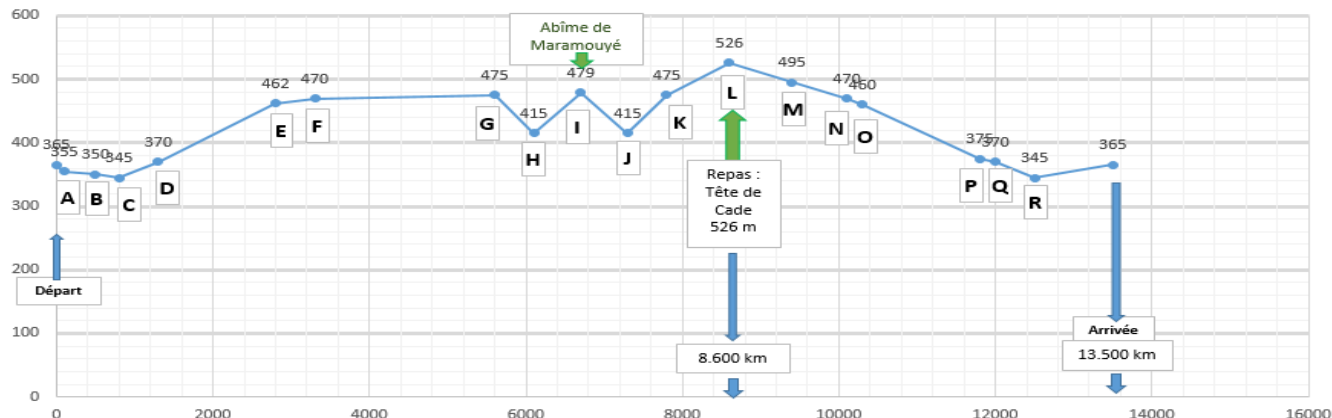 600
500
400
300
200
100
0
0
2000
4000
6000
8000
10000
12000
14000
16000
Abîme de
Maramouyé
365
355
350
345
370
462
470
475
415
479
415
475
526
495
470
460
375
370
345
365
A
B
C
D
E
F
G
H
I
J
K
L
M
N
O
P
Q
R
Départ
Repas :
Tête de
Cade
526 m
8.600 km
Arrivée
13.500 km